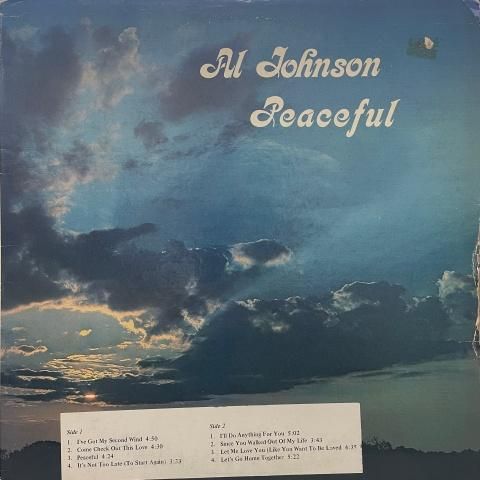 Al Johnson
Peaceful
Side 1
1. I've Got My Second Wind 4:50
2. Come Check Out This Love 4:30
3. Peaceful 4:24
4. It's Not Too Late (To Start Again) 3:33
Side 2
1. I'll Do Anything For You 5:02
2. Since You Walked Out Of My Life 3:43
3. Let Me Love You (Like You Want To Be Loved) 6:37
4. Let's Go Home Together 5:22